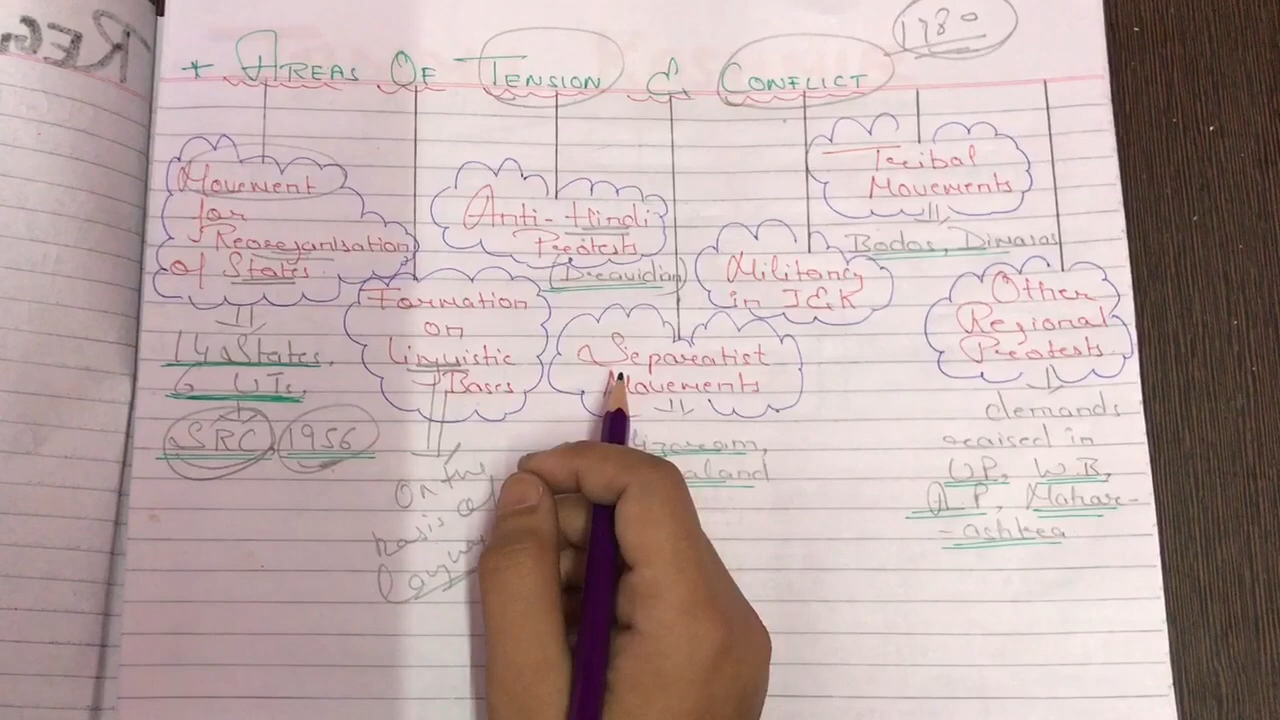 1980
+ AREAS OF TENSION & CONFLICT
Movement
for
Reorganisation
of States
14 States,
6 UTs
SRC, 1956
Formation
on
linguistic
Bases
On the
basis of
Anti-Hindi
Protests
(Dravidian)
Separatist
Movements
Militancy
in J&K
Tribal
Movements
Bodos, Dimasas
Other
Regional
Protests
demands
raised in
UP, WB,
AP, Mahar-
-ashtra